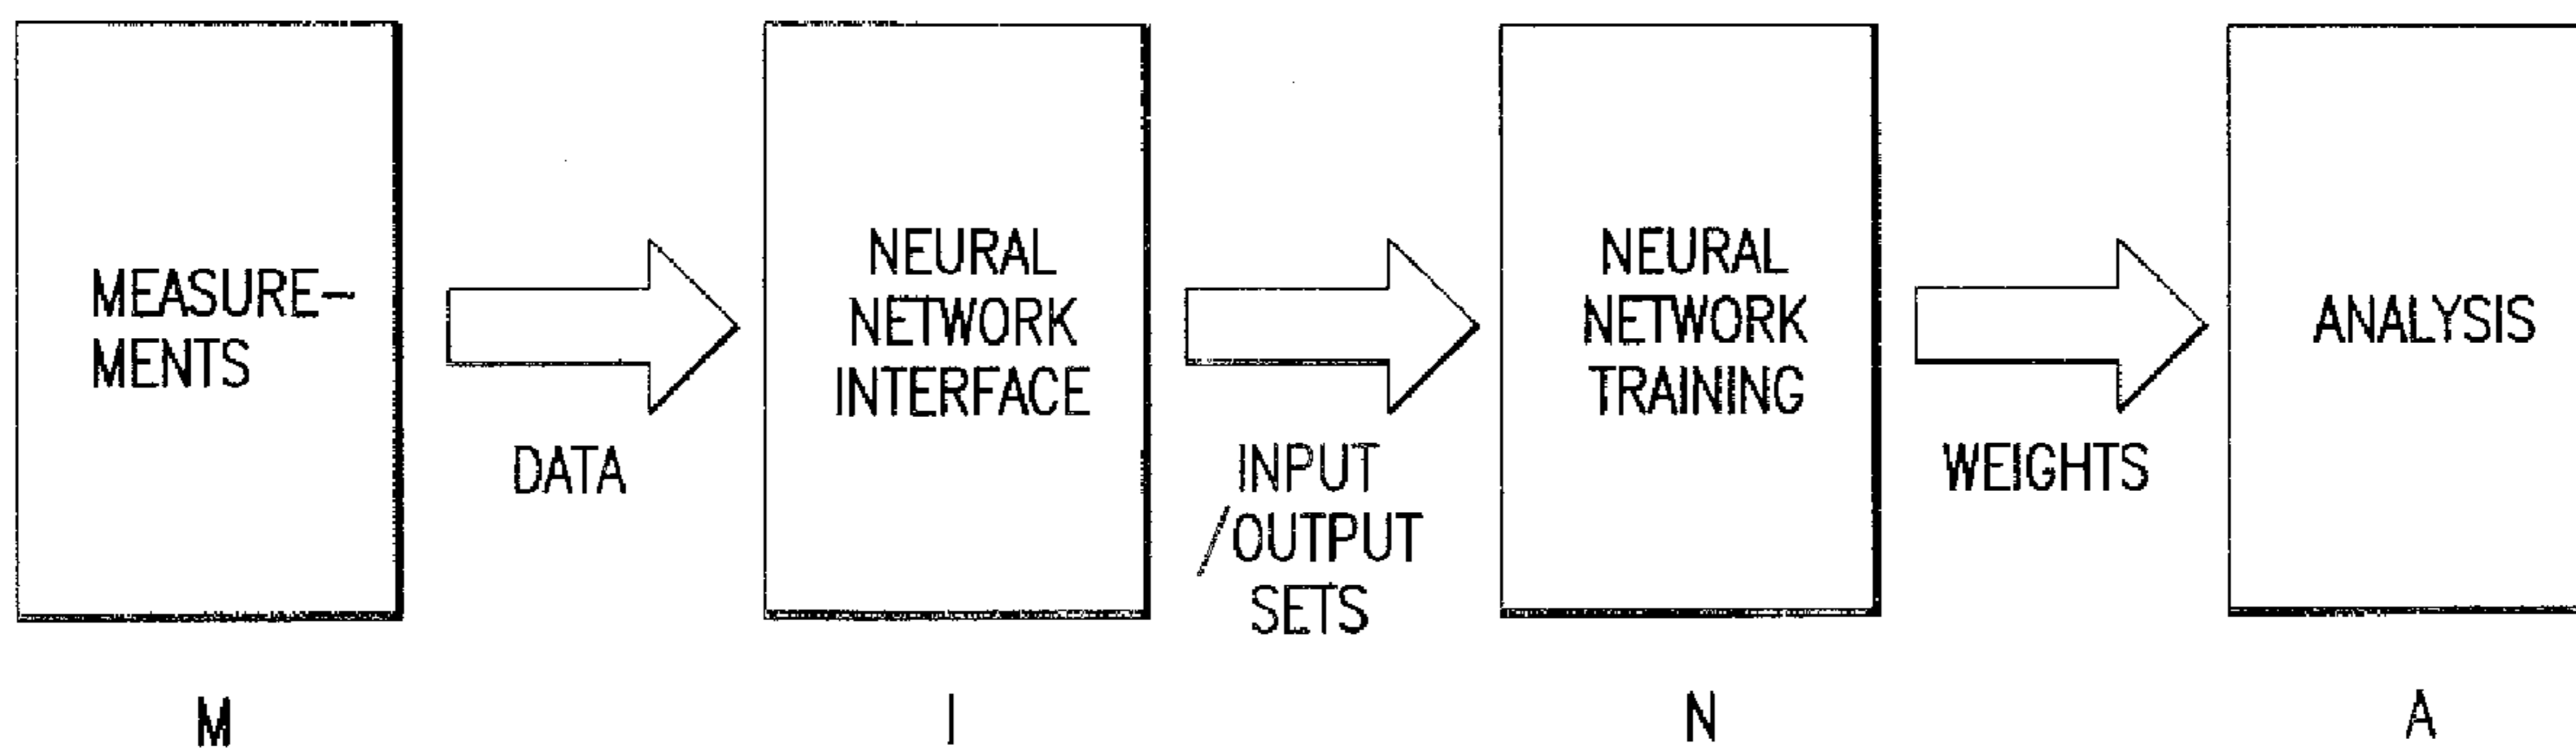 MEASURE-
MENTS
DATA
NEURAL
NETWORK
INTERFACE
INPUT
/OUTPUT
SETS
NEURAL
NETWORK
TRAINING
WEIGHTS
ANALYSIS
M
I
N
A